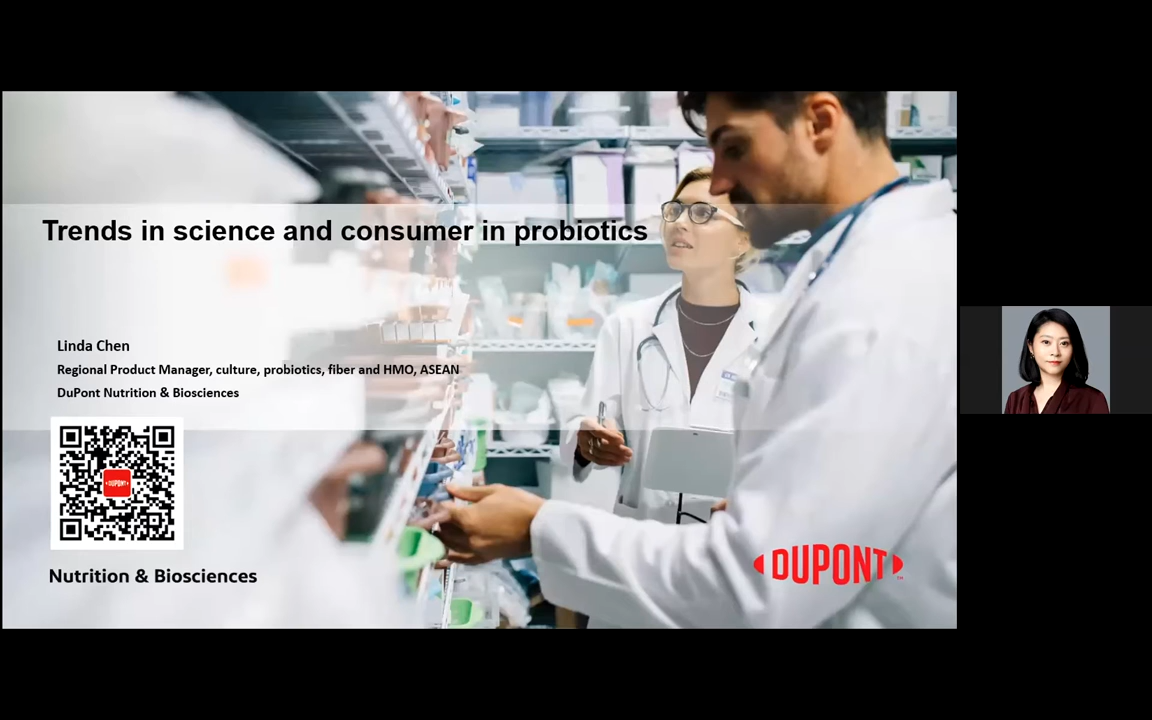 Trends in science and consumer in probiotics
Linda Chen
Regional Product Manager, culture, probiotics, fiber and HMO, ASEAN
DuPont Nutrition & Biosciences
DUPONT
Nutrition & Biosciences
DUPONT™